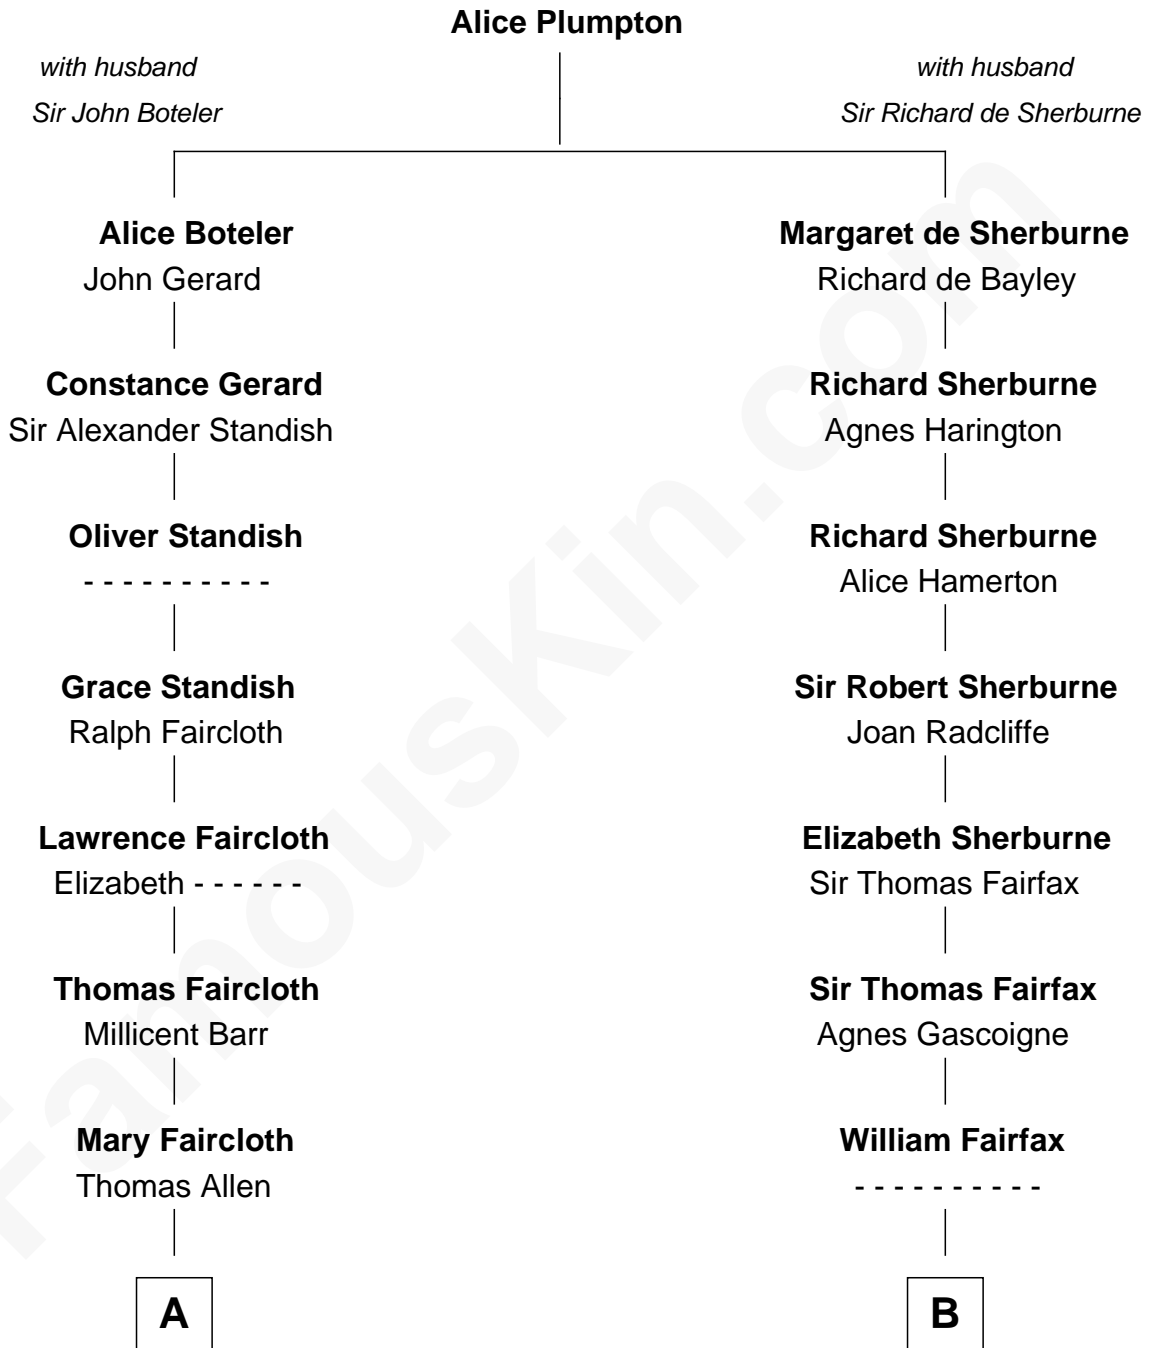 Alice Plumpton
with husband
Sir John Boteler
with husband
Sir Richard de Sherburne
Alice Boteler
John Gerard
Margaret de Sherburne
Richard de Bayley
Constance Gerard
Sir Alexander Standish
Richard Sherburne
Agnes Harington
Oliver Standish
- - - - - - - - - -
Richard Sherburne
Alice Hamerton
Grace Standish
Ralph Faircloth
Sir Robert Sherburne
Joan Radcliffe
Lawrence Faircloth
Elizabeth - - - - - -
Elizabeth Sherburne
Sir Thomas Fairfax
Thomas Faircloth
Millicent Barr
Sir Thomas Fairfax
Agnes Gascoigne
Mary Faircloth
Thomas Allen
William Fairfax
- - - - - - - - - -
A
B
FamousKin.com